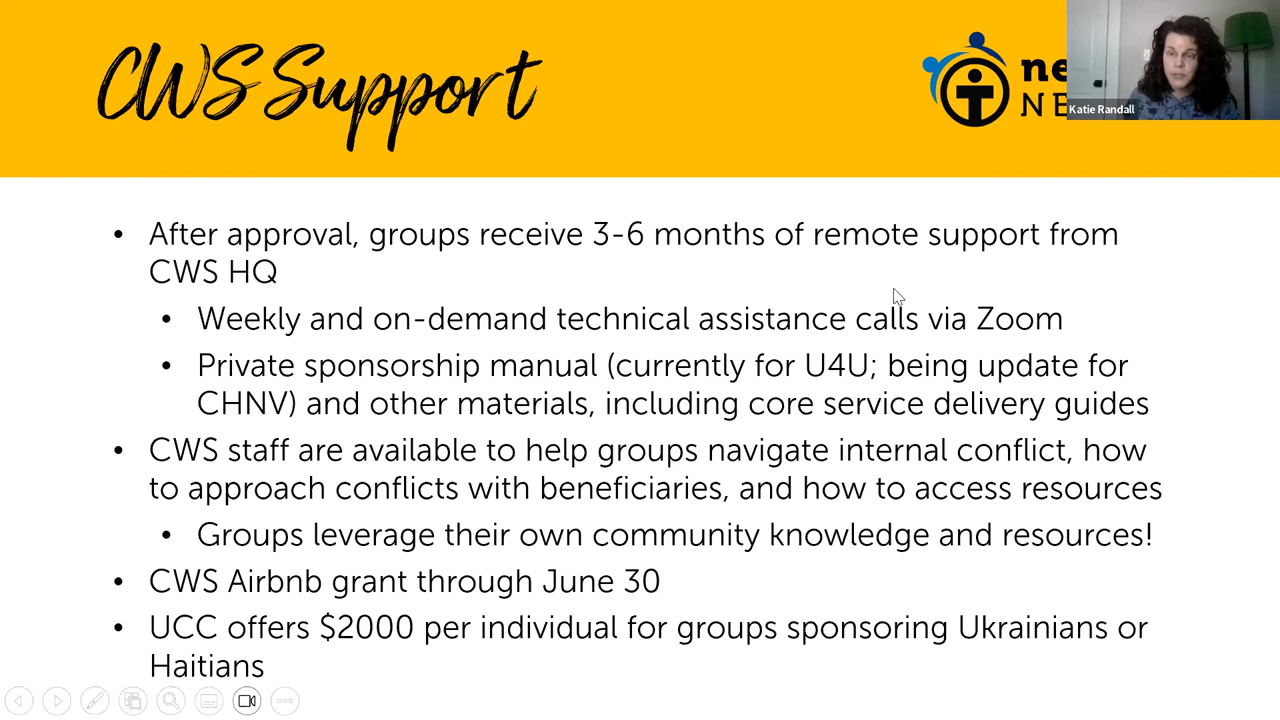 CWS Support
ne
NE
Katie Randall
• After approval, groups receive 3-6 months of remote support from
CWS HQ
• Weekly and on-demand technical assistance calls via Zoom
• Private sponsorship manual (currently for U4U; being update for
CHNV) and other materials, including core service delivery guides
• CWS staff are available to help groups navigate internal conflict, how
to approach conflicts with beneficiaries, and how to access resources
• Groups leverage their own community knowledge and resources!
• CWS Airbnb grant through June 30
• UCC offers $2000 per individual for groups sponsoring Ukrainians or
Haitians